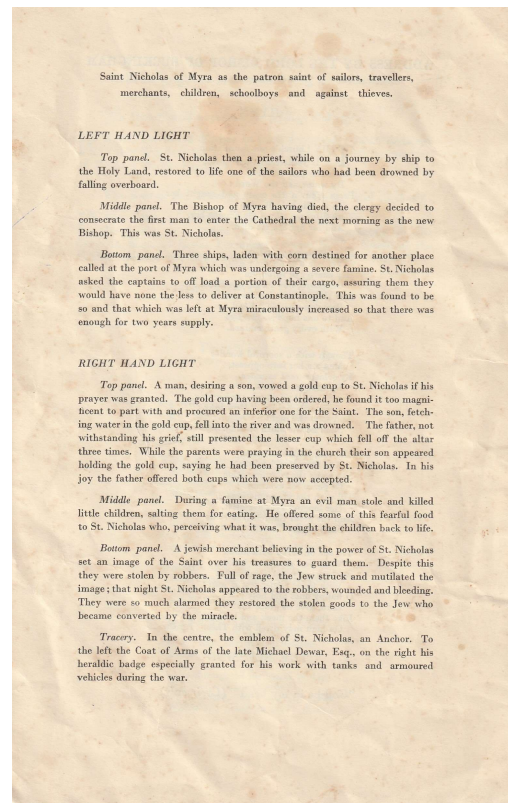 Saint Nicholas of Myra as the patron saint of sailors, travellers,
merchants, children, schoolboys and against thieves.
LEFT HAND LIGHT
Top panel. St. Nicholas then a priest, while on a journey by ship to
the Holy Land, restored to life one of the sailors who had been drowned by
falling overboard.
Middle panel. The Bishop of Myra having died, the clergy decided to
consecrate the first man to enter the Cathedral the next morning as the new
Bishop. This was St. Nicholas.
Bottom panel. Three ships, laden with corn destined for another place
called at the port of Myra which was undergoing a severe famine. St. Nicholas
asked the captains to off load a portion of their cargo, assuring them they
would have none the less to deliver at Constantinople. This was found to be
so and that which was left at Myra miraculously increased so that there was
enough for two years supply.
RIGHT HAND LIGHT
Top panel. A man, desiring a son, vowed a gold cup to St. Nicholas if his
prayer was granted. The gold cup having been ordered, he found it too magni-
ficent to part with and procured an inferior one for the Saint. The son, fetch-
ing water in the gold cup, fell into the river and was drowned. The father, not
withstanding his grief, still presented the lesser cup which fell off the altar
three times. While the parents were praying in the church their son appeared
holding the gold cup, saying he had been preserved by St. Nicholas. In his
joy the father offered both cups which were now accepted.
Middle panel. During a famine at Myra an evil man stole and killed
little children, salting them for eating. He offered some of this fearful food
to St. Nicholas who, perceiving what it was, brought the children back to life.
Bottom panel. A jewish merchant believing in the power of St. Nicholas
set an image of the Saint over his treasures to guard them. Despite this
they were stolen by robbers. Full of rage, the Jew struck and mutilated the
image; that night St. Nicholas appeared to the robbers, wounded and bleeding.
They were so much alarmed they restored the stolen goods to the Jew who
became converted by the miracle.
Tracery. In the centre, the emblem of St. Nicholas, an Anchor. To
the left the Coat of Arms of the late Michael Dewar, Esq., on the right his
heraldic badge especially granted for his work with tanks and armoured
vehicles during the war.